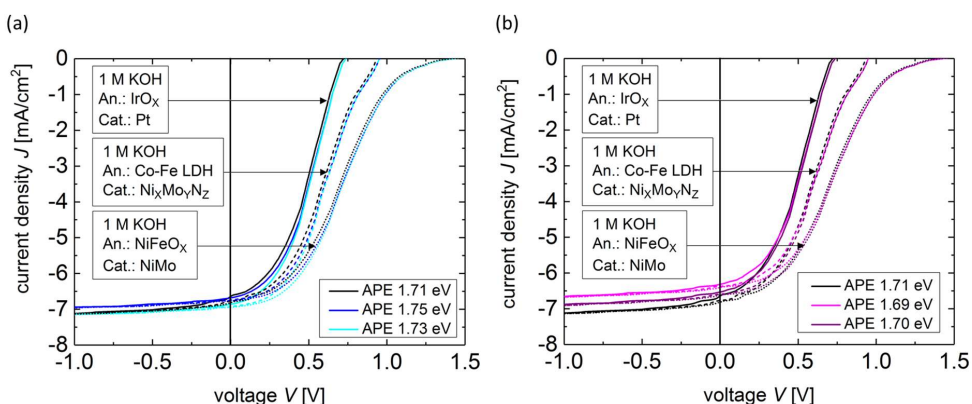 (a)
0
-1
-2
-3
-4
-5
-6
-7
-8
current density J [mA/cm²]
1 M KOH
An.: IrOX
Cat.: Pt
1 M KOH
An.: Co-Fe LDH
Cat.: NiXMoYNZ
1 M KOH
An.: NiFeOX
Cat.: NiMo
APE 1.71 eV
APE 1.75 eV
APE 1.73 eV
-1.0 -0.5 0.0 0.5 1.0 1.5
voltage V [V]
(b)
0
-1
-2
-3
-4
-5
-6
-7
-8
current density J [mA/cm²]
1 M KOH
An.: IrOX
Cat.: Pt
1 M KOH
An.: Co-Fe LDH
Cat.: NiXMoYNZ
1 M KOH
An.: NiFeOX
Cat.: NiMo
APE 1.71 eV
APE 1.69 eV
APE 1.70 eV
-1.0 -0.5 0.0 0.5 1.0 1.5
voltage V [V]